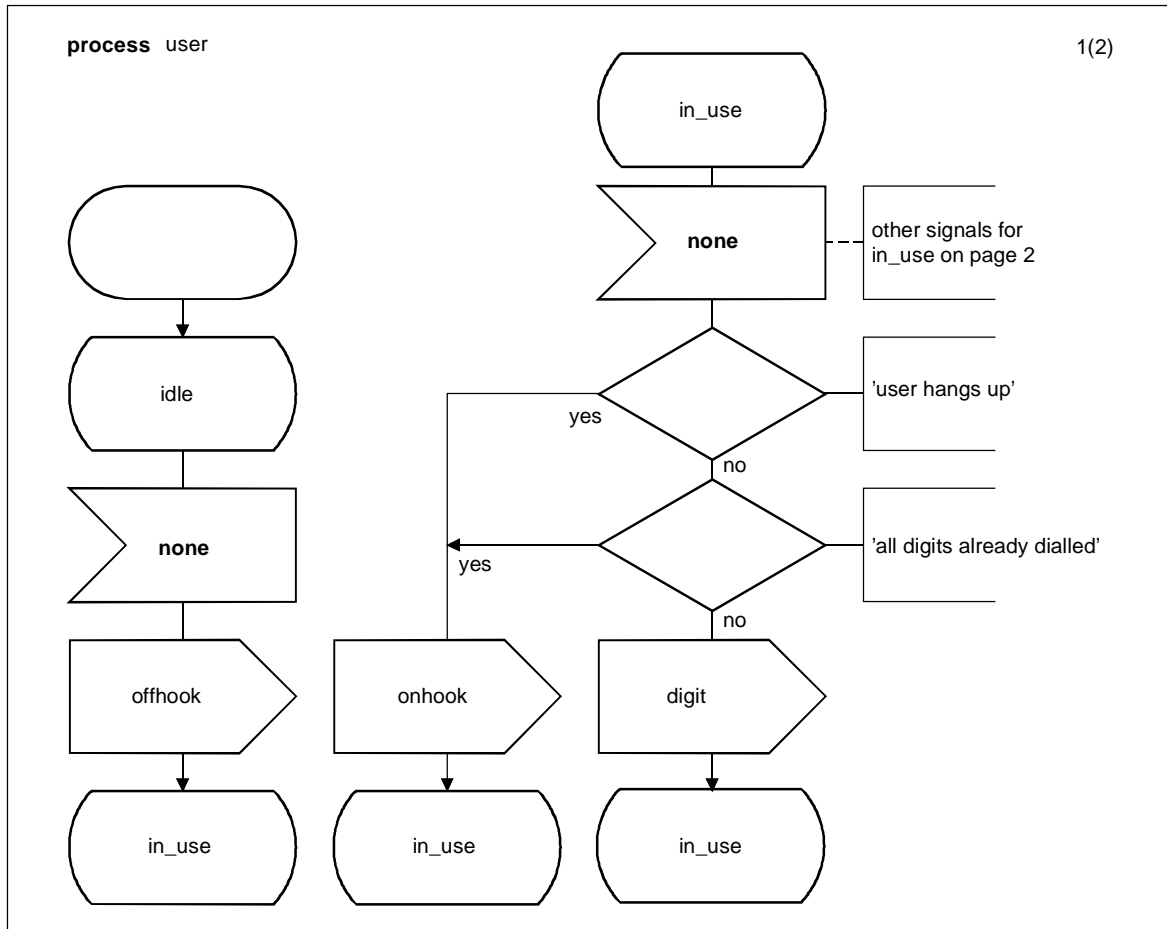 process user
1(2)
in_use
none
other signals for
in_use on page 2
idle
yes
'user hangs up’
no
none
yes
’all digits already dialled’
no
offhook
onhook
digit
in_use
in_use
in_use